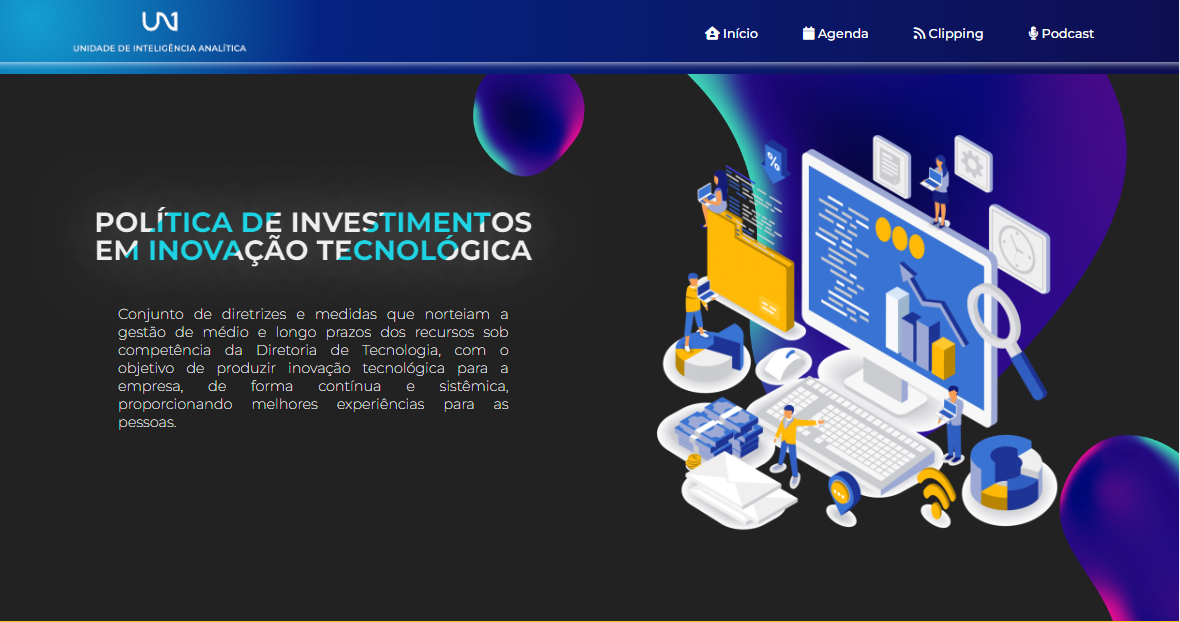 UN1
UNIDADE DE INTELIGÊNCIA ANALÍTICA
Início
Agenda
Clipping
Podcast
POLÍTICA DE INVESTIMENTOS
EM INOVAÇÃO TECNOLÓGICA
Conjunto de diretrizes e medidas que norteiam a
gestão de médio e longo prazos dos recursos sob
competência da Diretoria de Tecnologia, com o
objetivo de produzir inovação tecnológica para a
empresa, de forma contínua e sistêmica,
proporcionando melhores experiências para as
pessoas.
%